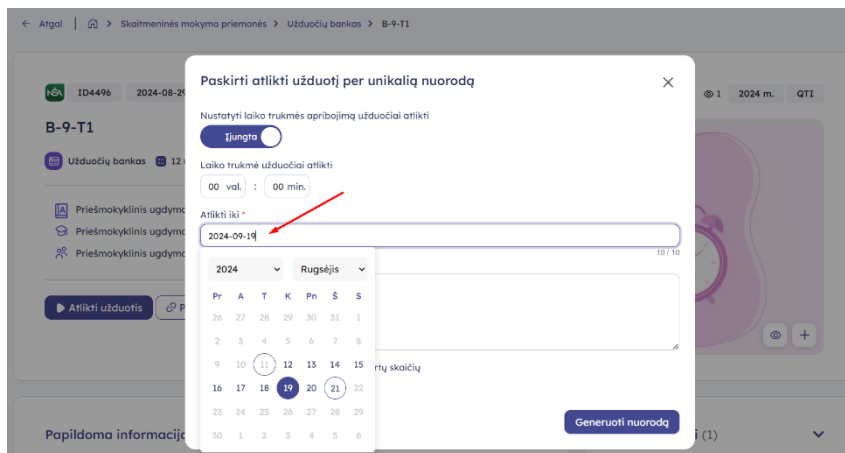 ← Atgal | > Skaitmeninės mokymo priemonės > Užduočių bankas > B-9-T1
NŠA ID4496 2024-08-29
1 2024 m. QTI
B-9-T1
Užduočių bankas 12
Priešmokyklinis ugdymo
Priešmokyklinis ugdymo
Priešmokyklinis ugdymo
Atlikti užduotis P
Papildoma informacija
i (1)
Paskirti atlikti užduotį per unikalią nuorodą
Nustatyti laiko trukmės apribojimą užduočiai atlikti
Įjungta
Laiko trukmė užduočiai atlikti
00 val. : 00 min.
Atlikti iki *
2024-09-19
10 / 10
2024 Rugsėjis
Pr A T K Pn Š S
26 27 28 29 30 31 1
2 3 4 5 6 7 8
9 10 11 12 13 14 15
16 17 18 19 20 21 22
23 24 25 26 27 28 29
30 1 2 3 4 5 6
rtų skaičių
Generuoti nuorodą